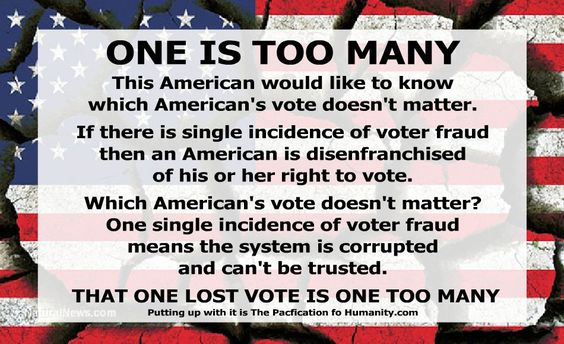 ONE IS TOO MANY
This American would like to know
which American's vote doesn't matter.
If there is single incidence of voter fraud
then an American is disenfranchised
of his or her right to vote.
Which American's vote doesn't matter?
One single incidence of voter fraud
means the system is corrupted
and can't be trusted.
THAT ONE LOST VOTE IS ONE TOO MANY
Putting up with it is The Pacfication fo Humanity.com
NaturalNews.com